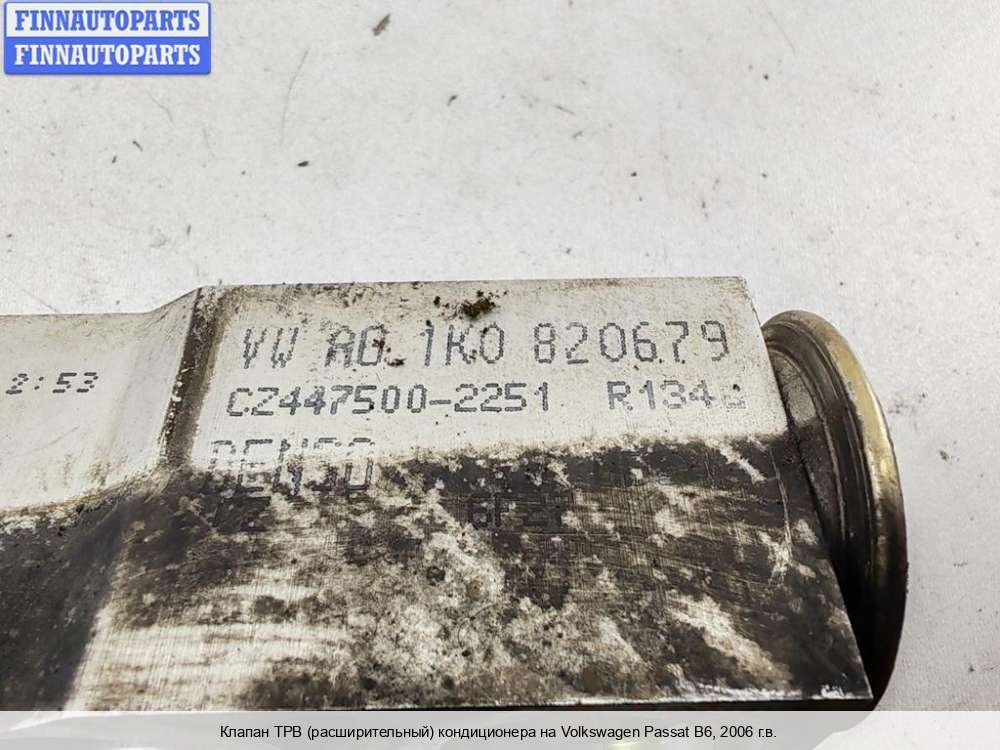 FINNAUTOPARTS
FINNAUTOPARTS
VW AG 1K0 820679
2:53
CZ447500-2251 R134a
DENSO
Клапан ТРВ (расширительный) кондиционера на Volkswagen Passat B6, 2006 г.в.